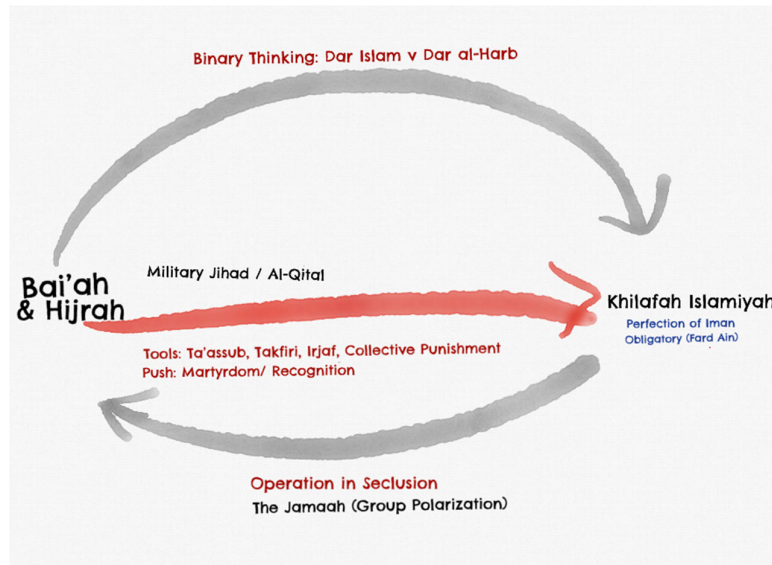 Binary Thinking: Dar Islam v Dar al-Harb
Bai'ah
& Hijrah
Military Jihad / Al-Qital
Khilafah Islamiyah
Perfection of Iman
Obligatory (Fard Ain)
Tools: Ta'assub, Takfiri, Irjaf, Collective Punishment
Push: Martyrdom/ Recognition
Operation in Seclusion
The Jamaah (Group Polarization)